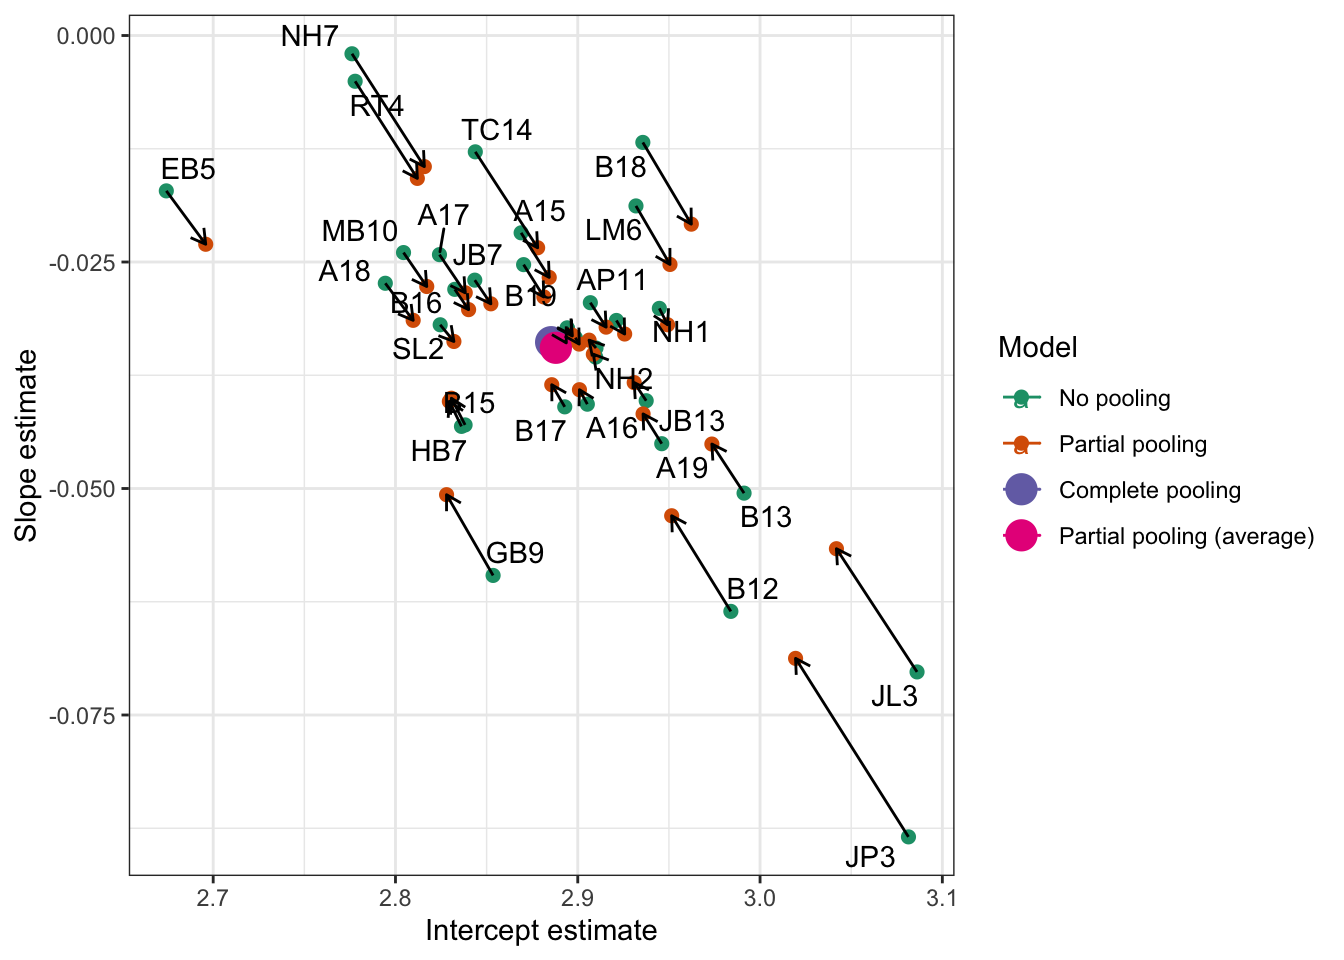 0.000
-0.025
-0.050
-0.075
Slope estimate
NH7
RT4
TC14
EB5
B18
A17
A15
MB10
LM6
JB7
A18
AP11
B16
B19
NH1
SL2
NH2
B17
A16
JB13
HB7
A19
B13
GB9
B12
JL3
JP3
2.7 2.8 2.9 3.0 3.1
Intercept estimate
Model
No pooling
Partial pooling
Complete pooling
Partial pooling (average)